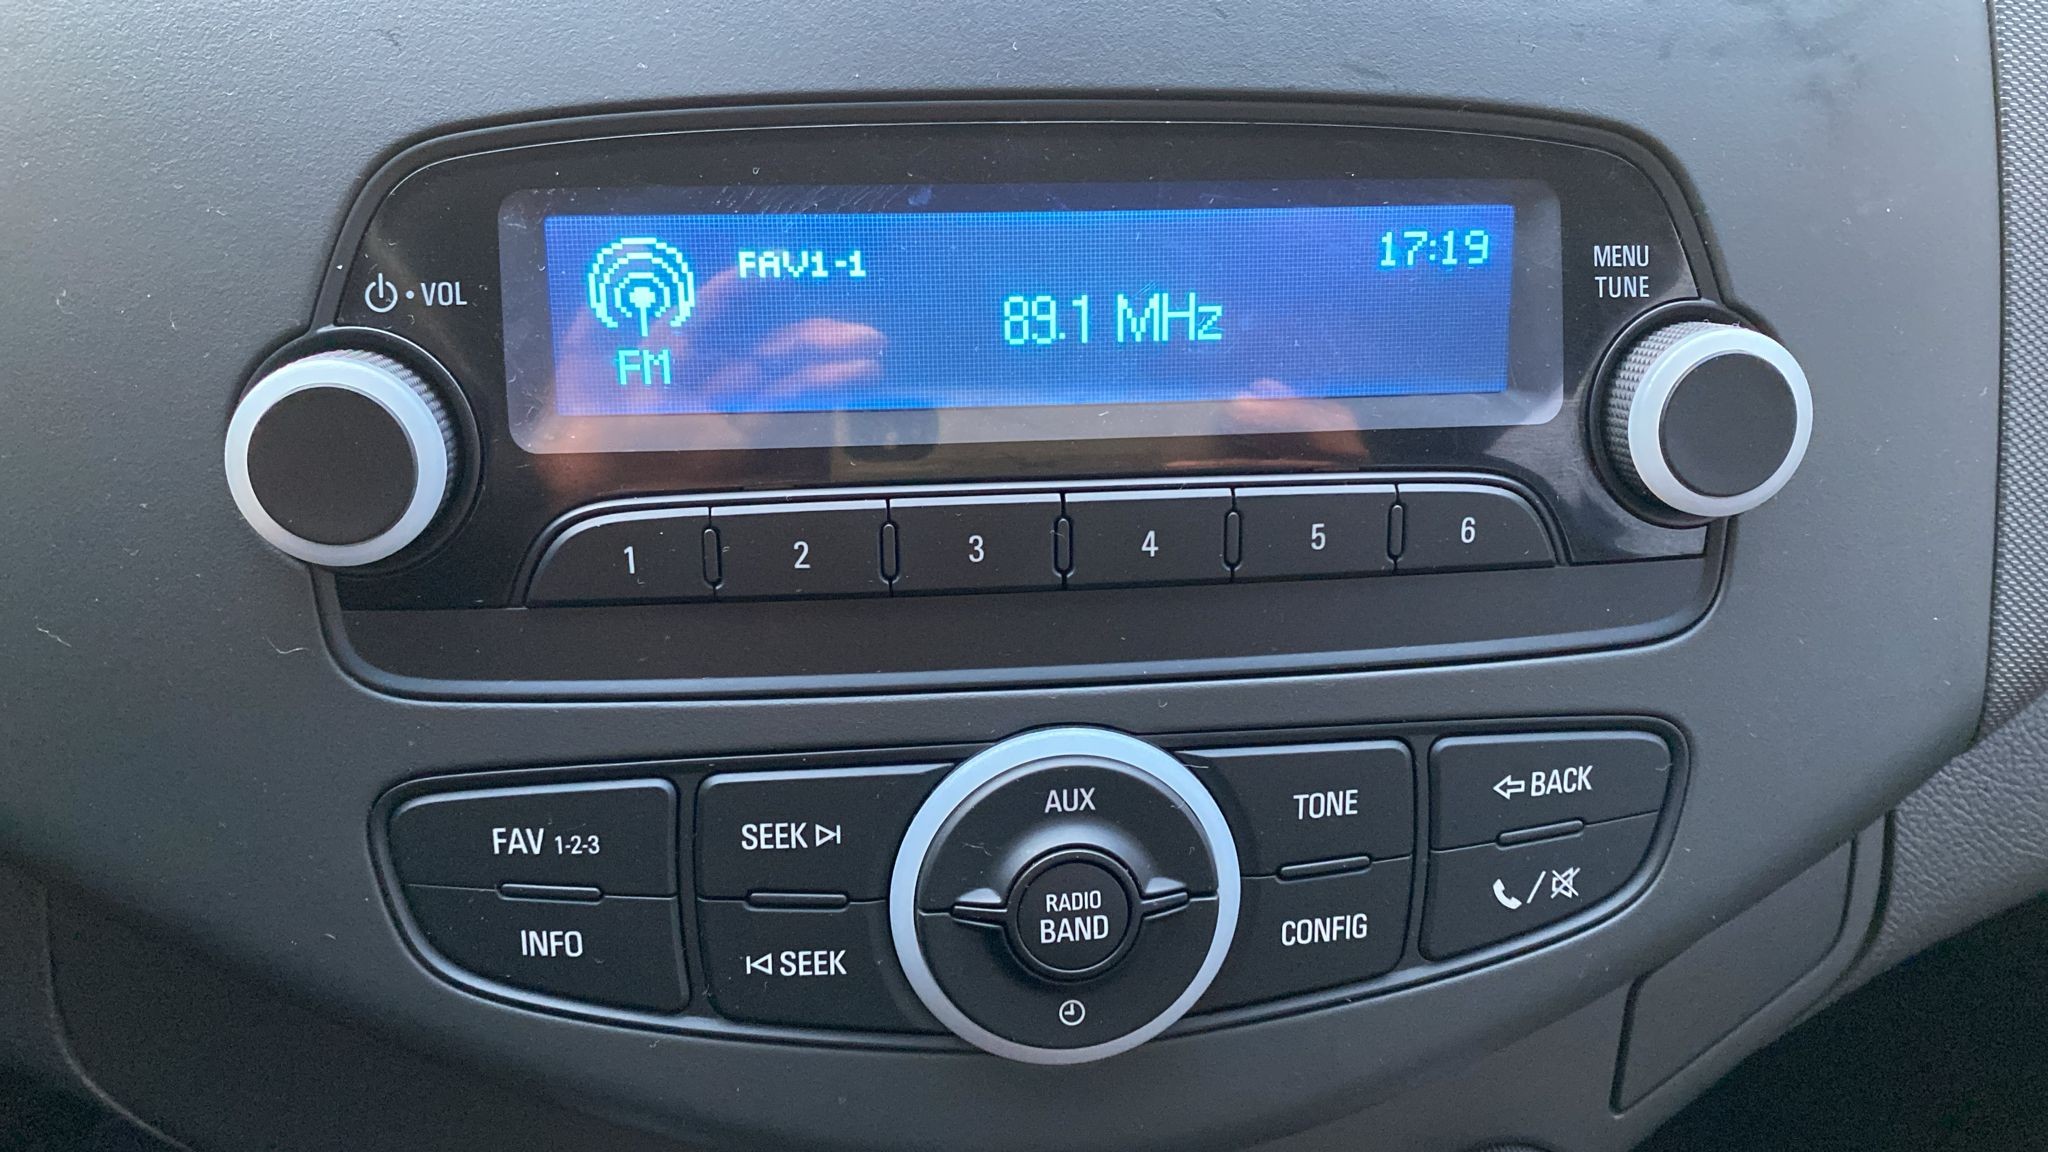 VOL
FAV1-1
17:19
MENU
TUNE
89.1 MHz
FM
1
2
3
4
5
6
FAV 1-2-3
SEEK
AUX
TONE
BACK
INFO
SEEK
RADIO
BAND
CONFIG